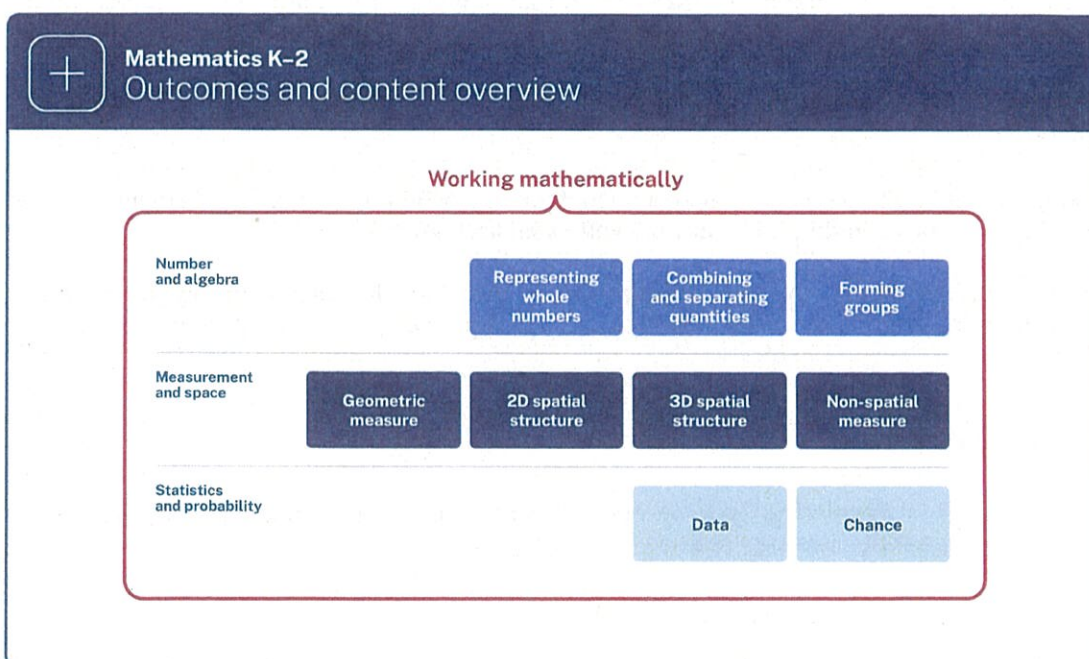 Mathematics K–2
Outcomes and content overview
Working mathematically
Number
and algebra
Representing
whole
numbers
Combining
and separating
quantities
Forming
groups
Measurement
and space
Geometric
measure
2D spatial
structure
3D spatial
structure
Non-spatial
measure
Statistics
and probability
Data
Chance